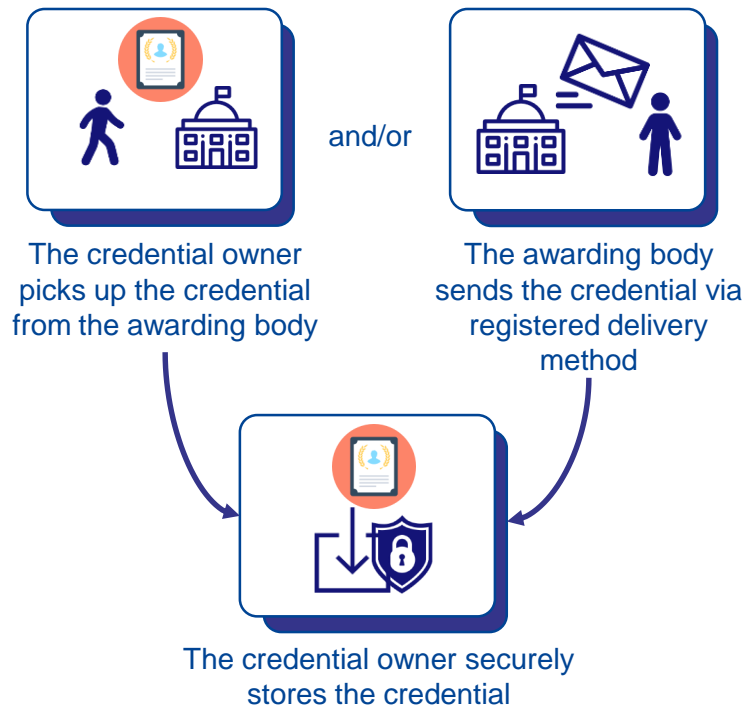 and/or
The credential owner
picks up the credential
from the awarding body
The awarding body
sends the credential via
registered delivery
method
The credential owner securely
stores the credential